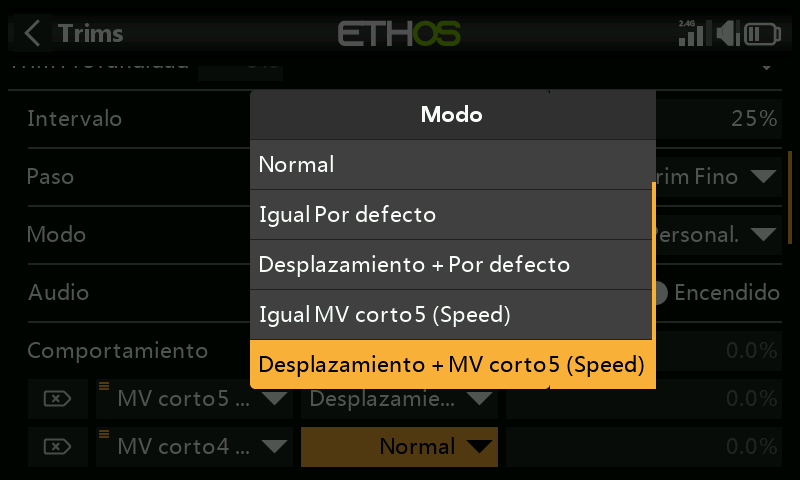 Trims
ETHOS
2.4G
Trim Profundidad
Modo
Intervalo
25%
Normal
Paso
Trim Fino
Igual Por defecto
Modo
Personal.
Desplazamiento + Por defecto
Audio
Encendido
Igual MV corto5 (Speed)
Comportamiento
0.0%
Desplazamiento + MV corto5 (Speed)
MV corto5 ...
Desplazamie...
0.0%
MV corto4 ...
Normal
0.0%